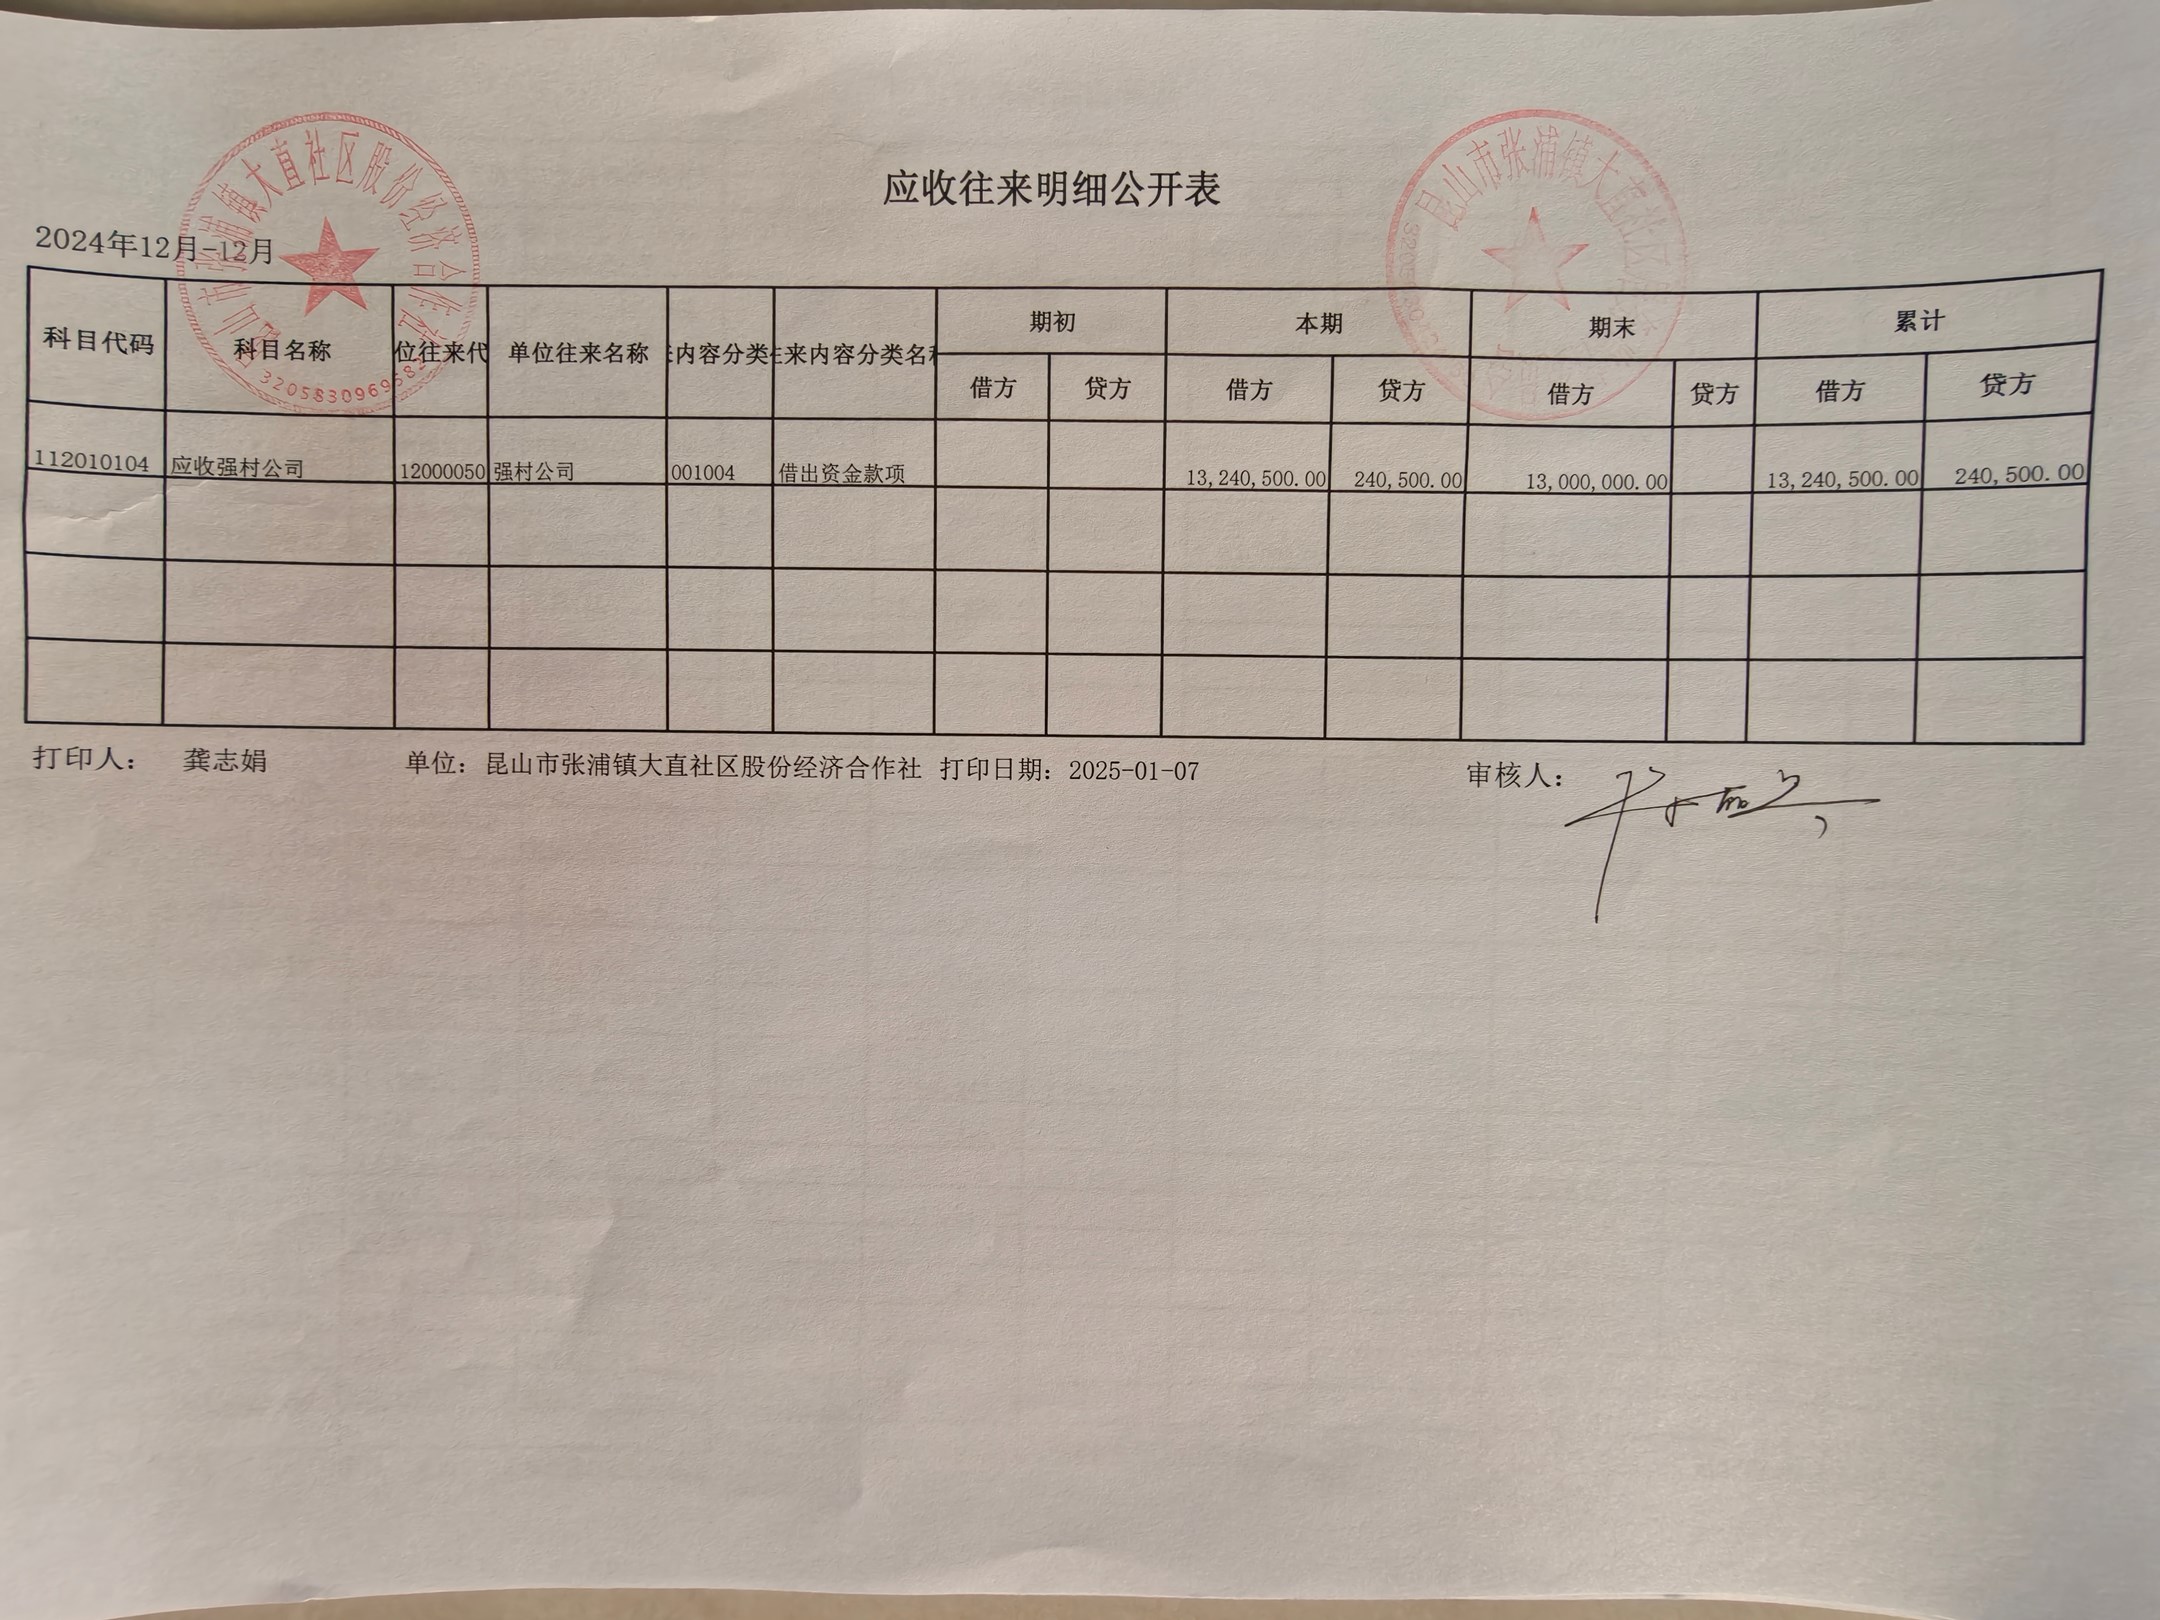 应收往来明细公开表
2024年12月-12月
科目代码 科目名称 位往来代 单位往来名称 内容分类 来内容分类名 期初 本期 期末 累计
借方 贷方 借方 贷方 借方 贷方 借方 贷方
112010104 应收强村公司 12000050 强村公司 001004 借出资金款项 13,240,500.00 240,500.00 13,000,000.00 13,240,500.00 240,500.00
打印人： 龚志娟 单位：昆山市张浦镇大直社区股份经济合作社 打印日期：2025-01-07 审核人：
昆山市张浦镇大直社区股份经济合作社
昆山市张浦镇大直社区